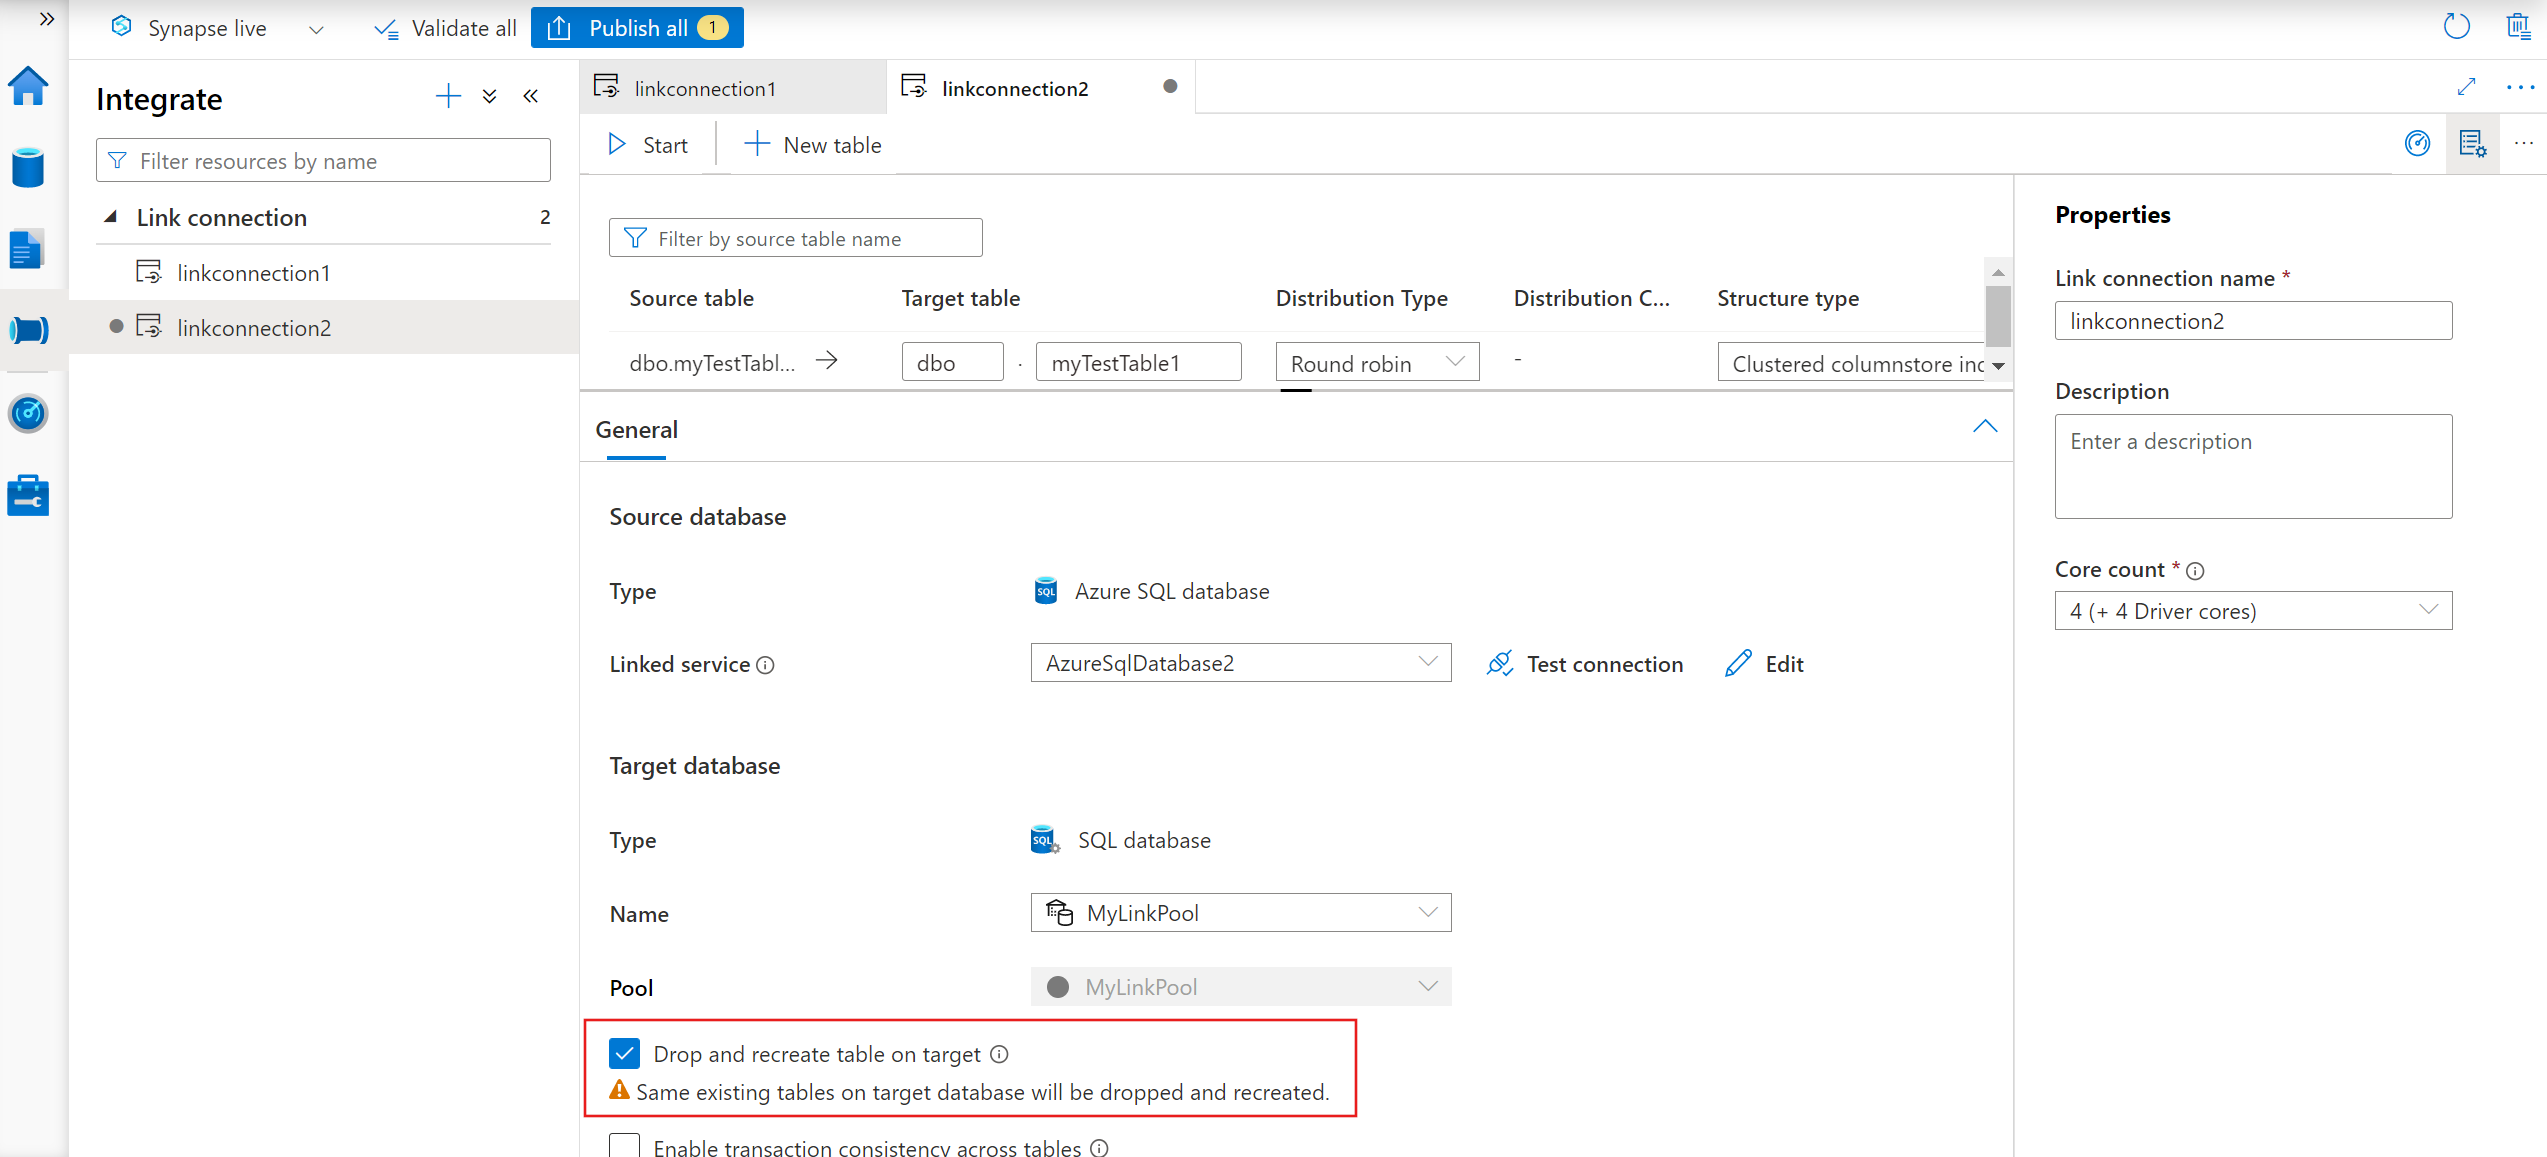 Synapse live
Validate all
Publish all 1
Integrate
Filter resources by name
Link connection 2
linkconnection1
linkconnection2
linkconnection1
linkconnection2
Start
New table
Filter by source table name
Source table Target table Distribution Type Distribution C... Structure type
dbo.myTestTabl... dbo . myTestTable1 Round robin - Clustered columnstore inc
General
Source database
Type SQL Azure SQL database
Linked service AzureSqlDatabase2 Test connection Edit
Target database
Type SQL SQL database
Name MyLinkPool
Pool MyLinkPool
Drop and recreate table on target
Same existing tables on target database will be dropped and recreated.
Enable transaction consistency across tables
Properties
Link connection name *
linkconnection2
Description
Enter a description
Core count *
4 (+ 4 Driver cores)